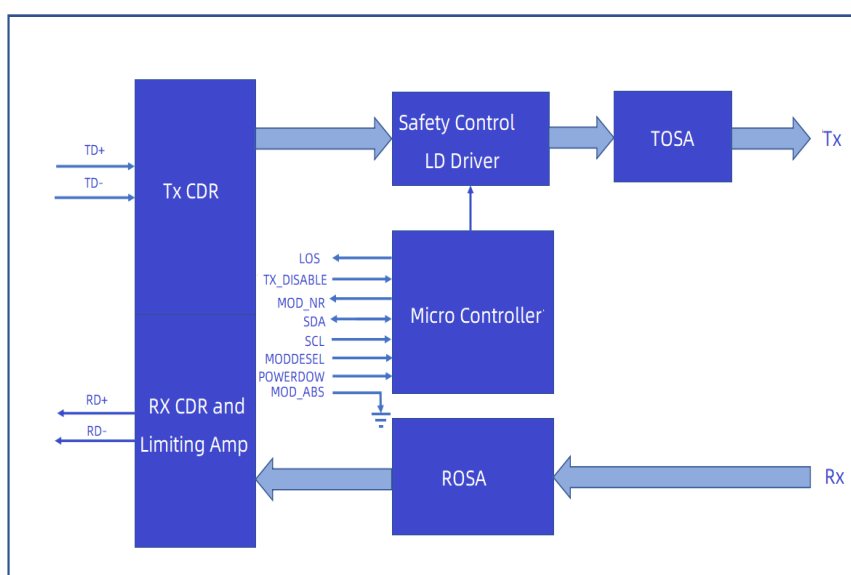 TD+
TD-
Tx CDR
Safety Control
LD Driver
TOSA
Tx
LOS
TX_DISABLE
MOD_NR
SDA
SCL
MODDESEL
POWERDOW
MOD_ABS
Micro Controller
RD+
RD-
RX CDR and
Limiting Amp
ROSA
Rx